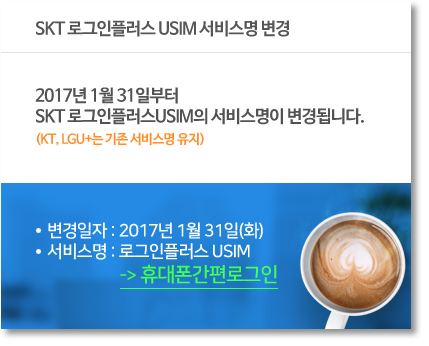 SKT 로그인플러스 USIM 서비스명 변경
2017년 1월 31일부터
SKT 로그인플러스USIM의 서비스명이 변경됩니다.
(KT, LGU+는 기존 서비스명 유지)
• 변경일자 : 2017년 1월 31일(화)
• 서비스명 : 로그인플러스 USIM
-> 휴대폰간편로그인